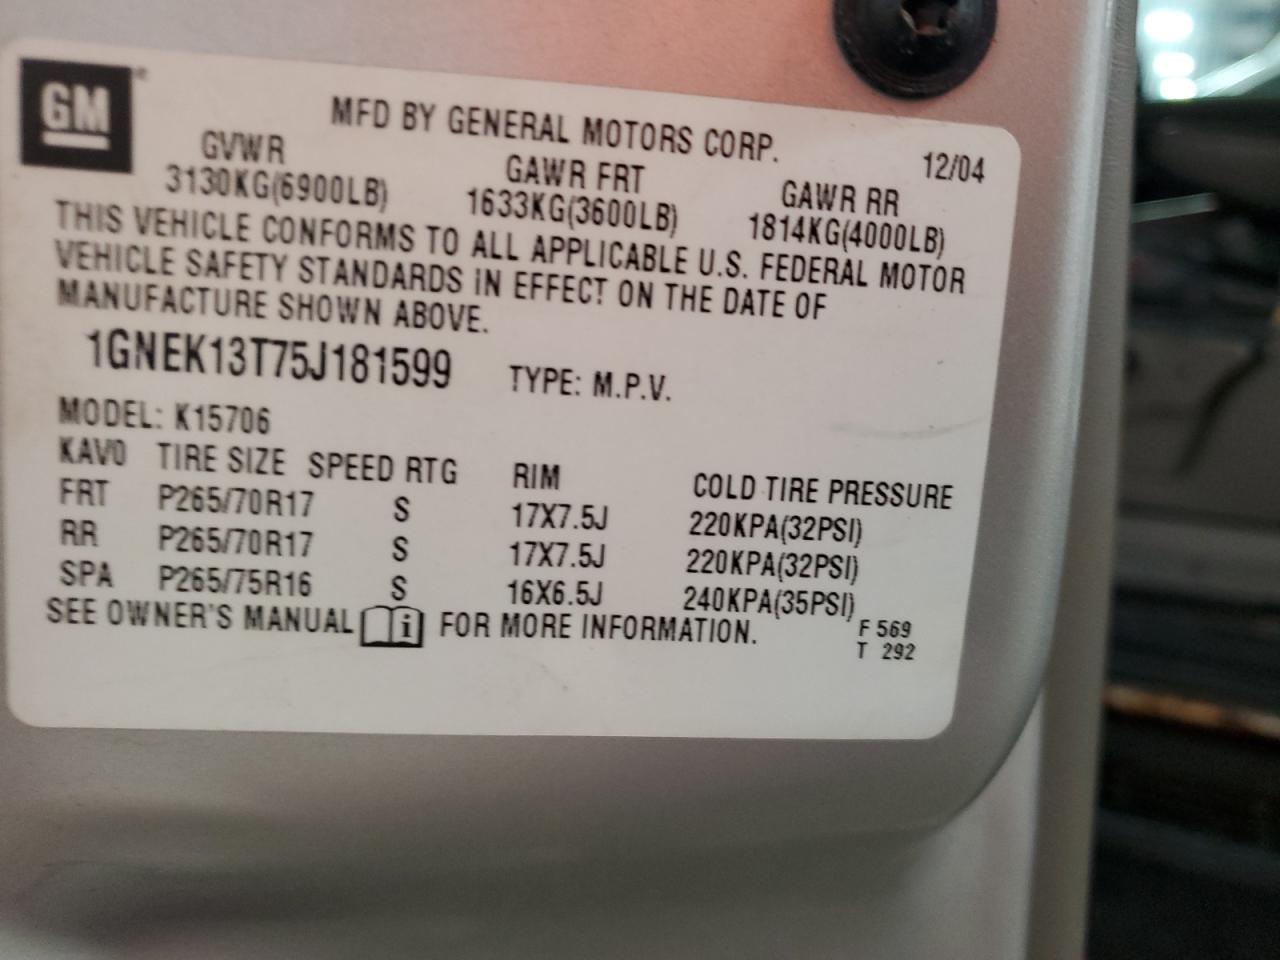 GM
MFD BY GENERAL MOTORS CORP. 12/04
GVWR GAWR FRT GAWR RR
3130KG(6900LB) 1633KG(3600LB) 1814KG(4000LB)
THIS VEHICLE CONFORMS TO ALL APPLICABLE U.S. FEDERAL MOTOR
VEHICLE SAFETY STANDARDS IN EFFECT ON THE DATE OF
MANUFACTURE SHOWN ABOVE.
1GNEK13T75J181599 TYPE: M.P.V.
MODEL: K15706
KAV0 TIRE SIZE SPEED RTG RIM COLD TIRE PRESSURE
FRT P265/70R17 S 17X7.5J 220KPA(32PSI)
RR P265/70R17 S 17X7.5J 220KPA(32PSI)
SPA P265/75R16 S 16X6.5J 240KPA(35PSI)
SEE OWNER'S MANUAL i FOR MORE INFORMATION. F 569
T 292